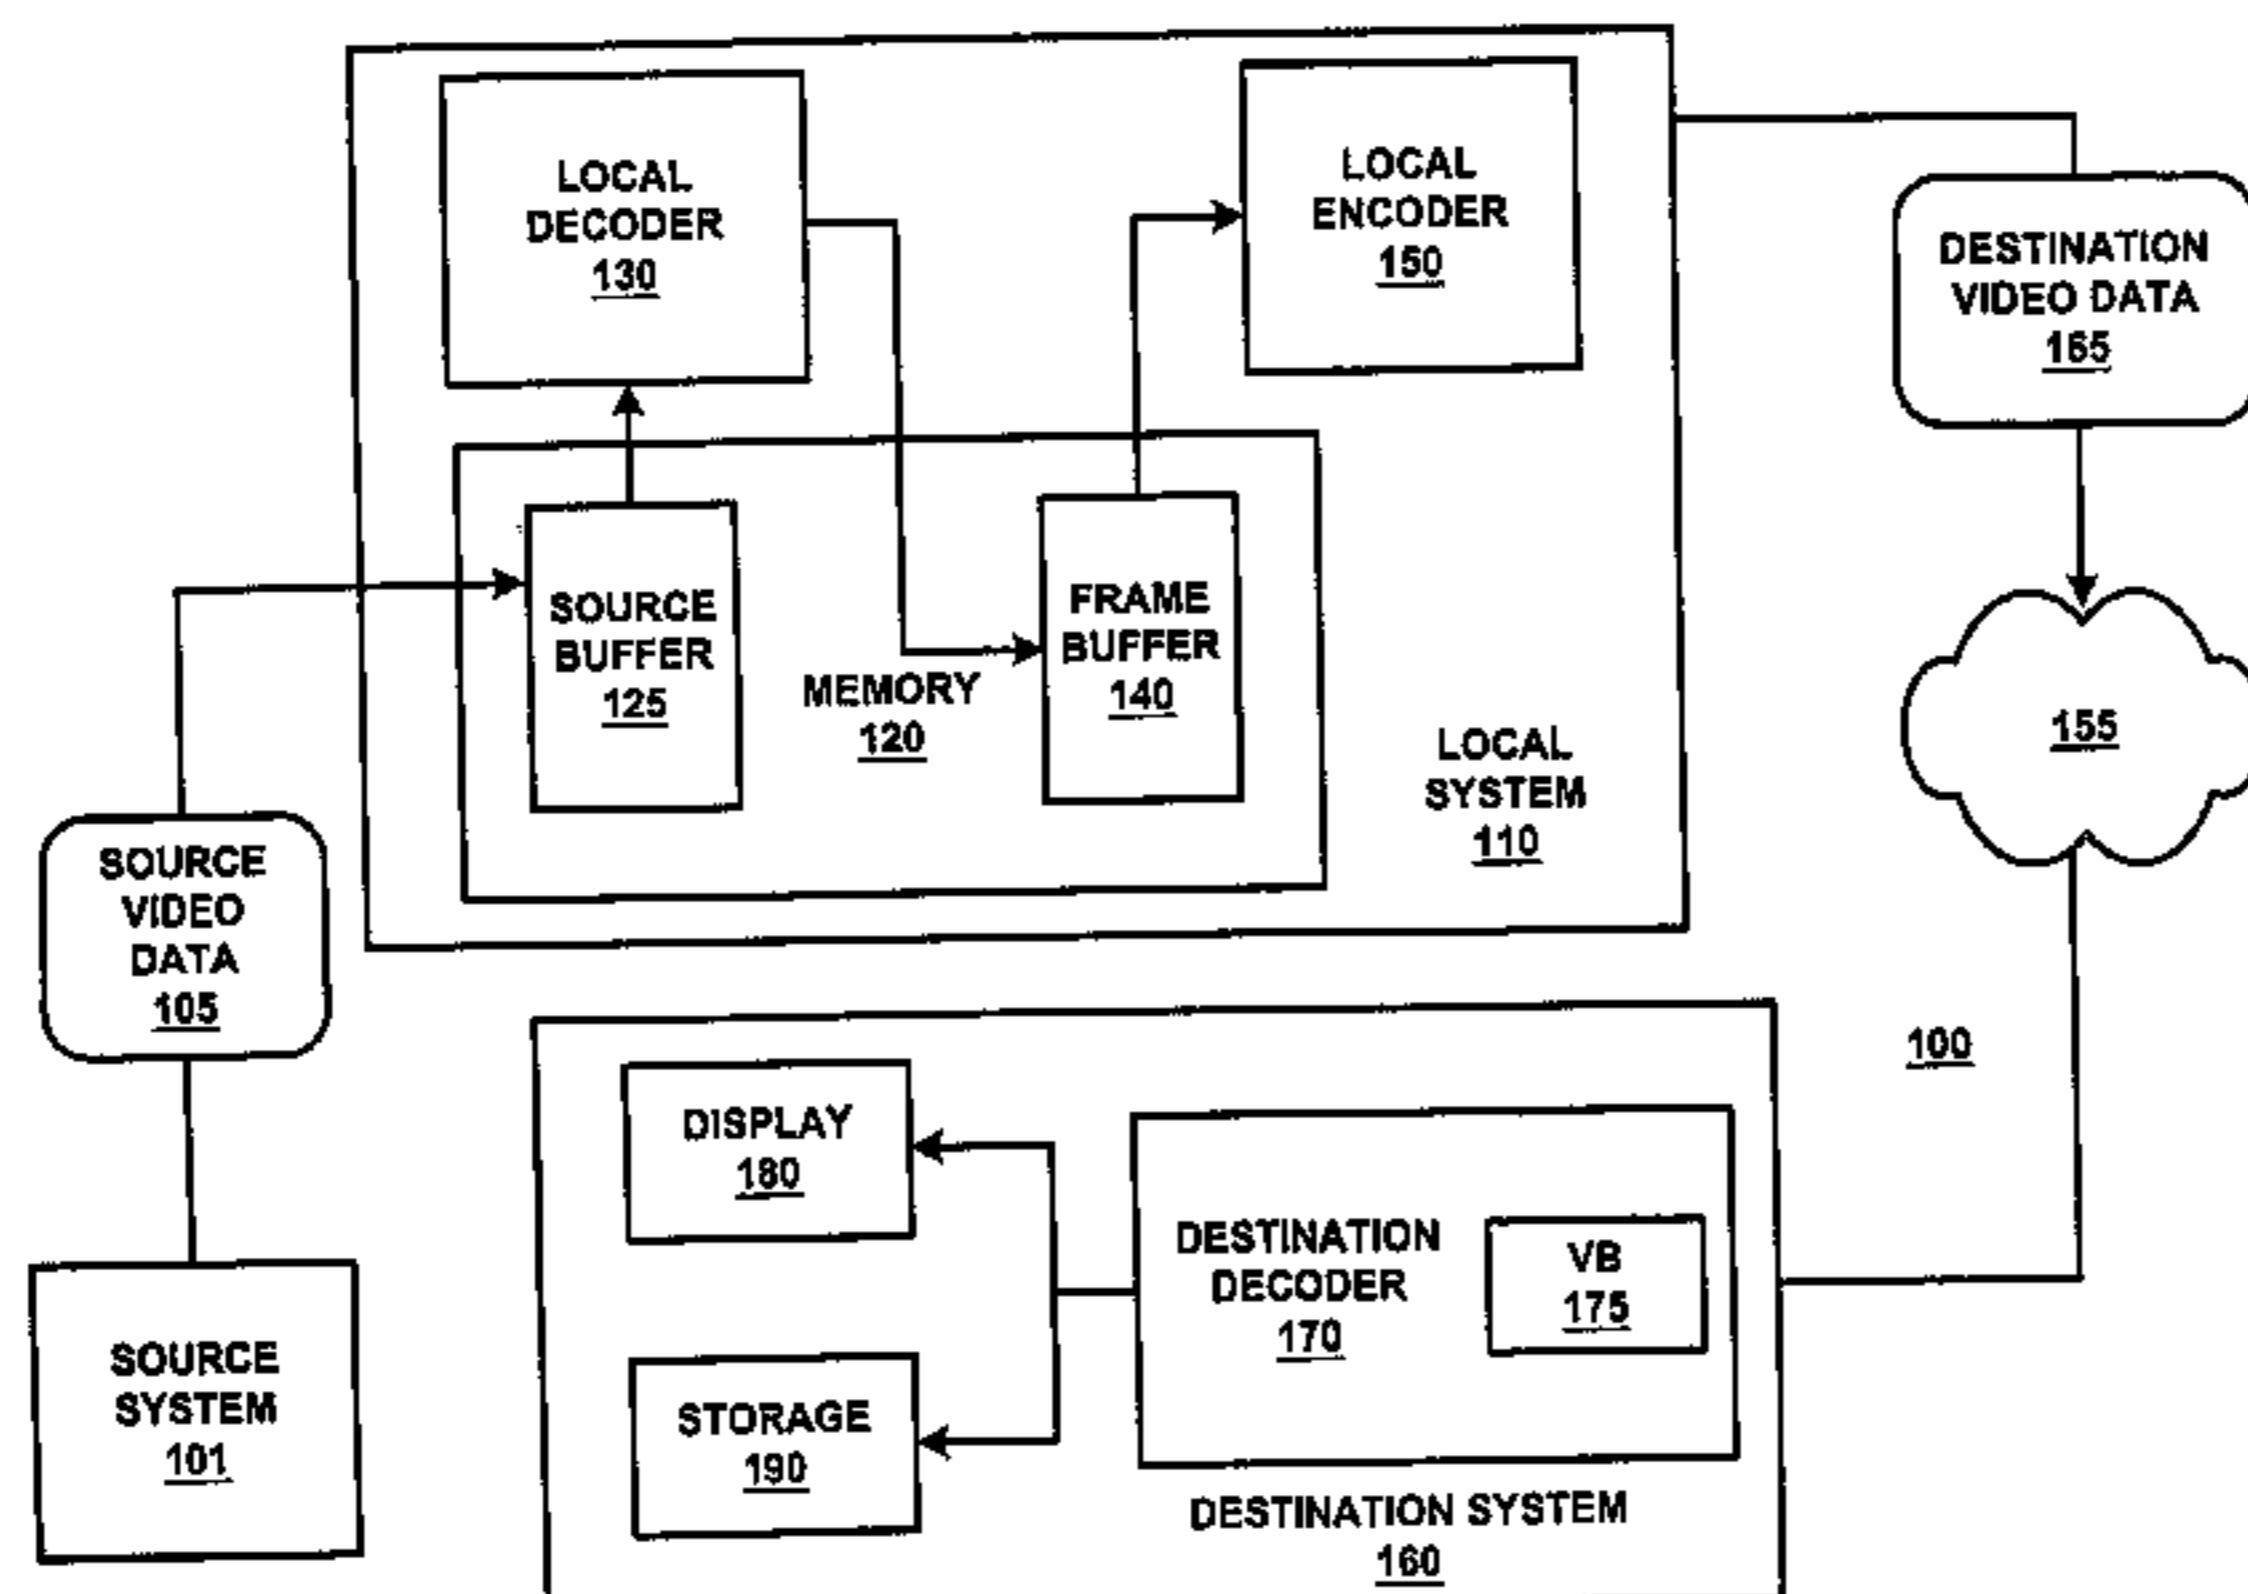 LOCAL
DECODER
130
LOCAL
ENCODER
150
DESTINATION
VIDEO DATA
165
SOURCE
BUFFER
125
MEMORY
120
FRAME
BUFFER
140
LOCAL
SYSTEM
110
155
SOURCE
VIDEO
DATA
105
100
DISPLAY
180
DESTINATION
DECODER
170
VB
175
SOURCE
SYSTEM
101
STORAGE
190
DESTINATION SYSTEM
160